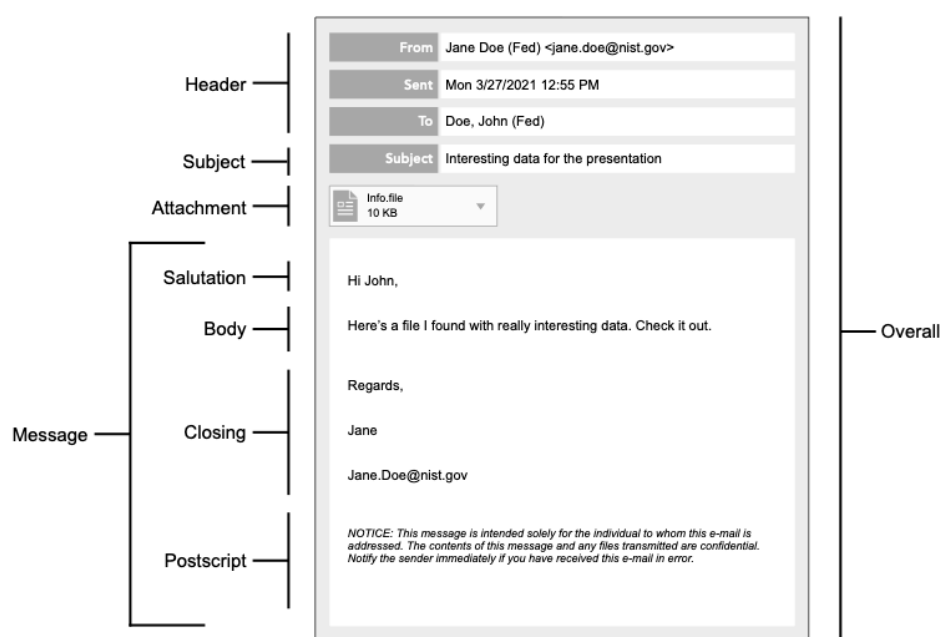 Header
From Jane Doe (Fed) <jane.doe@nist.gov>
Sent Mon 3/27/2021 12:55 PM
To Doe, John (Fed)
Subject
Subject Interesting data for the presentation
Attachment
Info.file
10 KB
Message
Salutation
Hi John,
Body
Here's a file I found with really interesting data. Check it out.
Overall
Closing
Regards,
Jane
Jane.Doe@nist.gov
Postscript
NOTICE: This message is intended solely for the individual to whom this e-mail is
addressed. The contents of this message and any files transmitted are confidential.
Notify the sender immediately if you have received this e-mail in error.